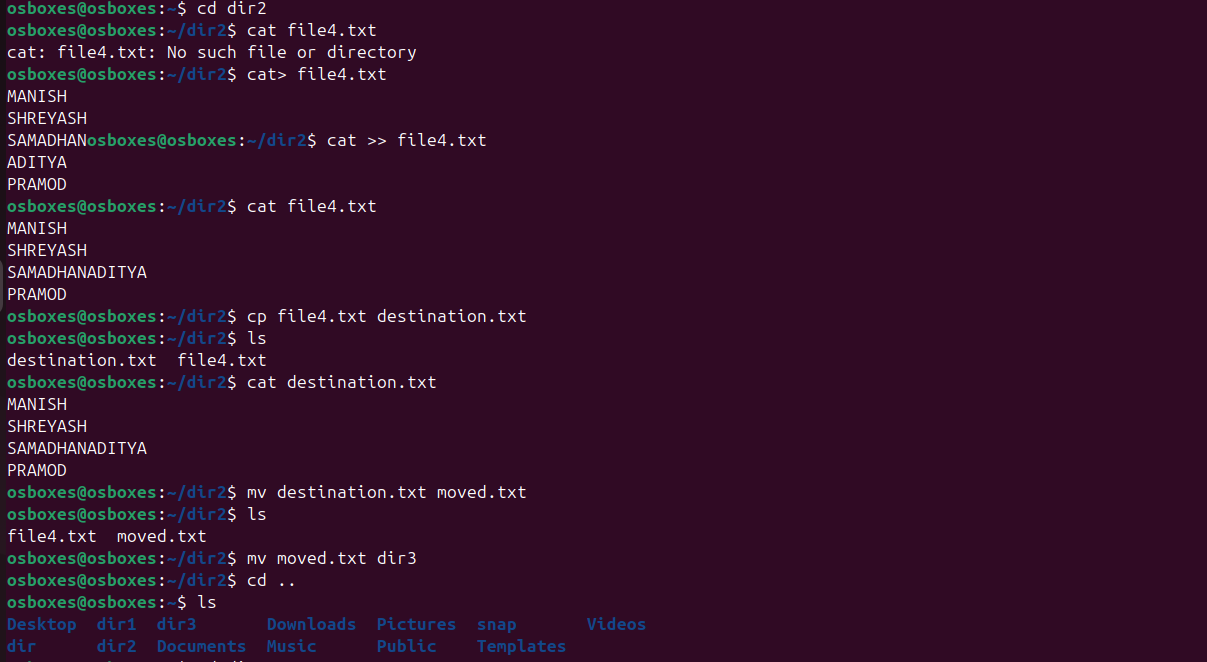 osboxes@osboxes:~$ cd dir2
osboxes@osboxes:~/dir2$ cat file4.txt
cat: file4.txt: No such file or directory
osboxes@osboxes:~/dir2$ cat> file4.txt
MANISH
SHREYASH
SAMADHANosboxes@osboxes:~/dir2$ cat >> file4.txt
ADITYA
PRAMOD
osboxes@osboxes:~/dir2$ cat file4.txt
MANISH
SHREYASH
SAMADHANADITYA
PRAMOD
osboxes@osboxes:~/dir2$ cp file4.txt destination.txt
osboxes@osboxes:~/dir2$ ls
destination.txt  file4.txt
osboxes@osboxes:~/dir2$ cat destination.txt
MANISH
SHREYASH
SAMADHANADITYA
PRAMOD
osboxes@osboxes:~/dir2$ mv destination.txt moved.txt
osboxes@osboxes:~/dir2$ ls
file4.txt  moved.txt
osboxes@osboxes:~/dir2$ mv moved.txt dir3
osboxes@osboxes:~/dir2$ cd ..
osboxes@osboxes:~$ ls
Desktop  dir1  dir3       Downloads  Pictures  snap       Videos
dir      dir2  Documents  Music      Public    Templates